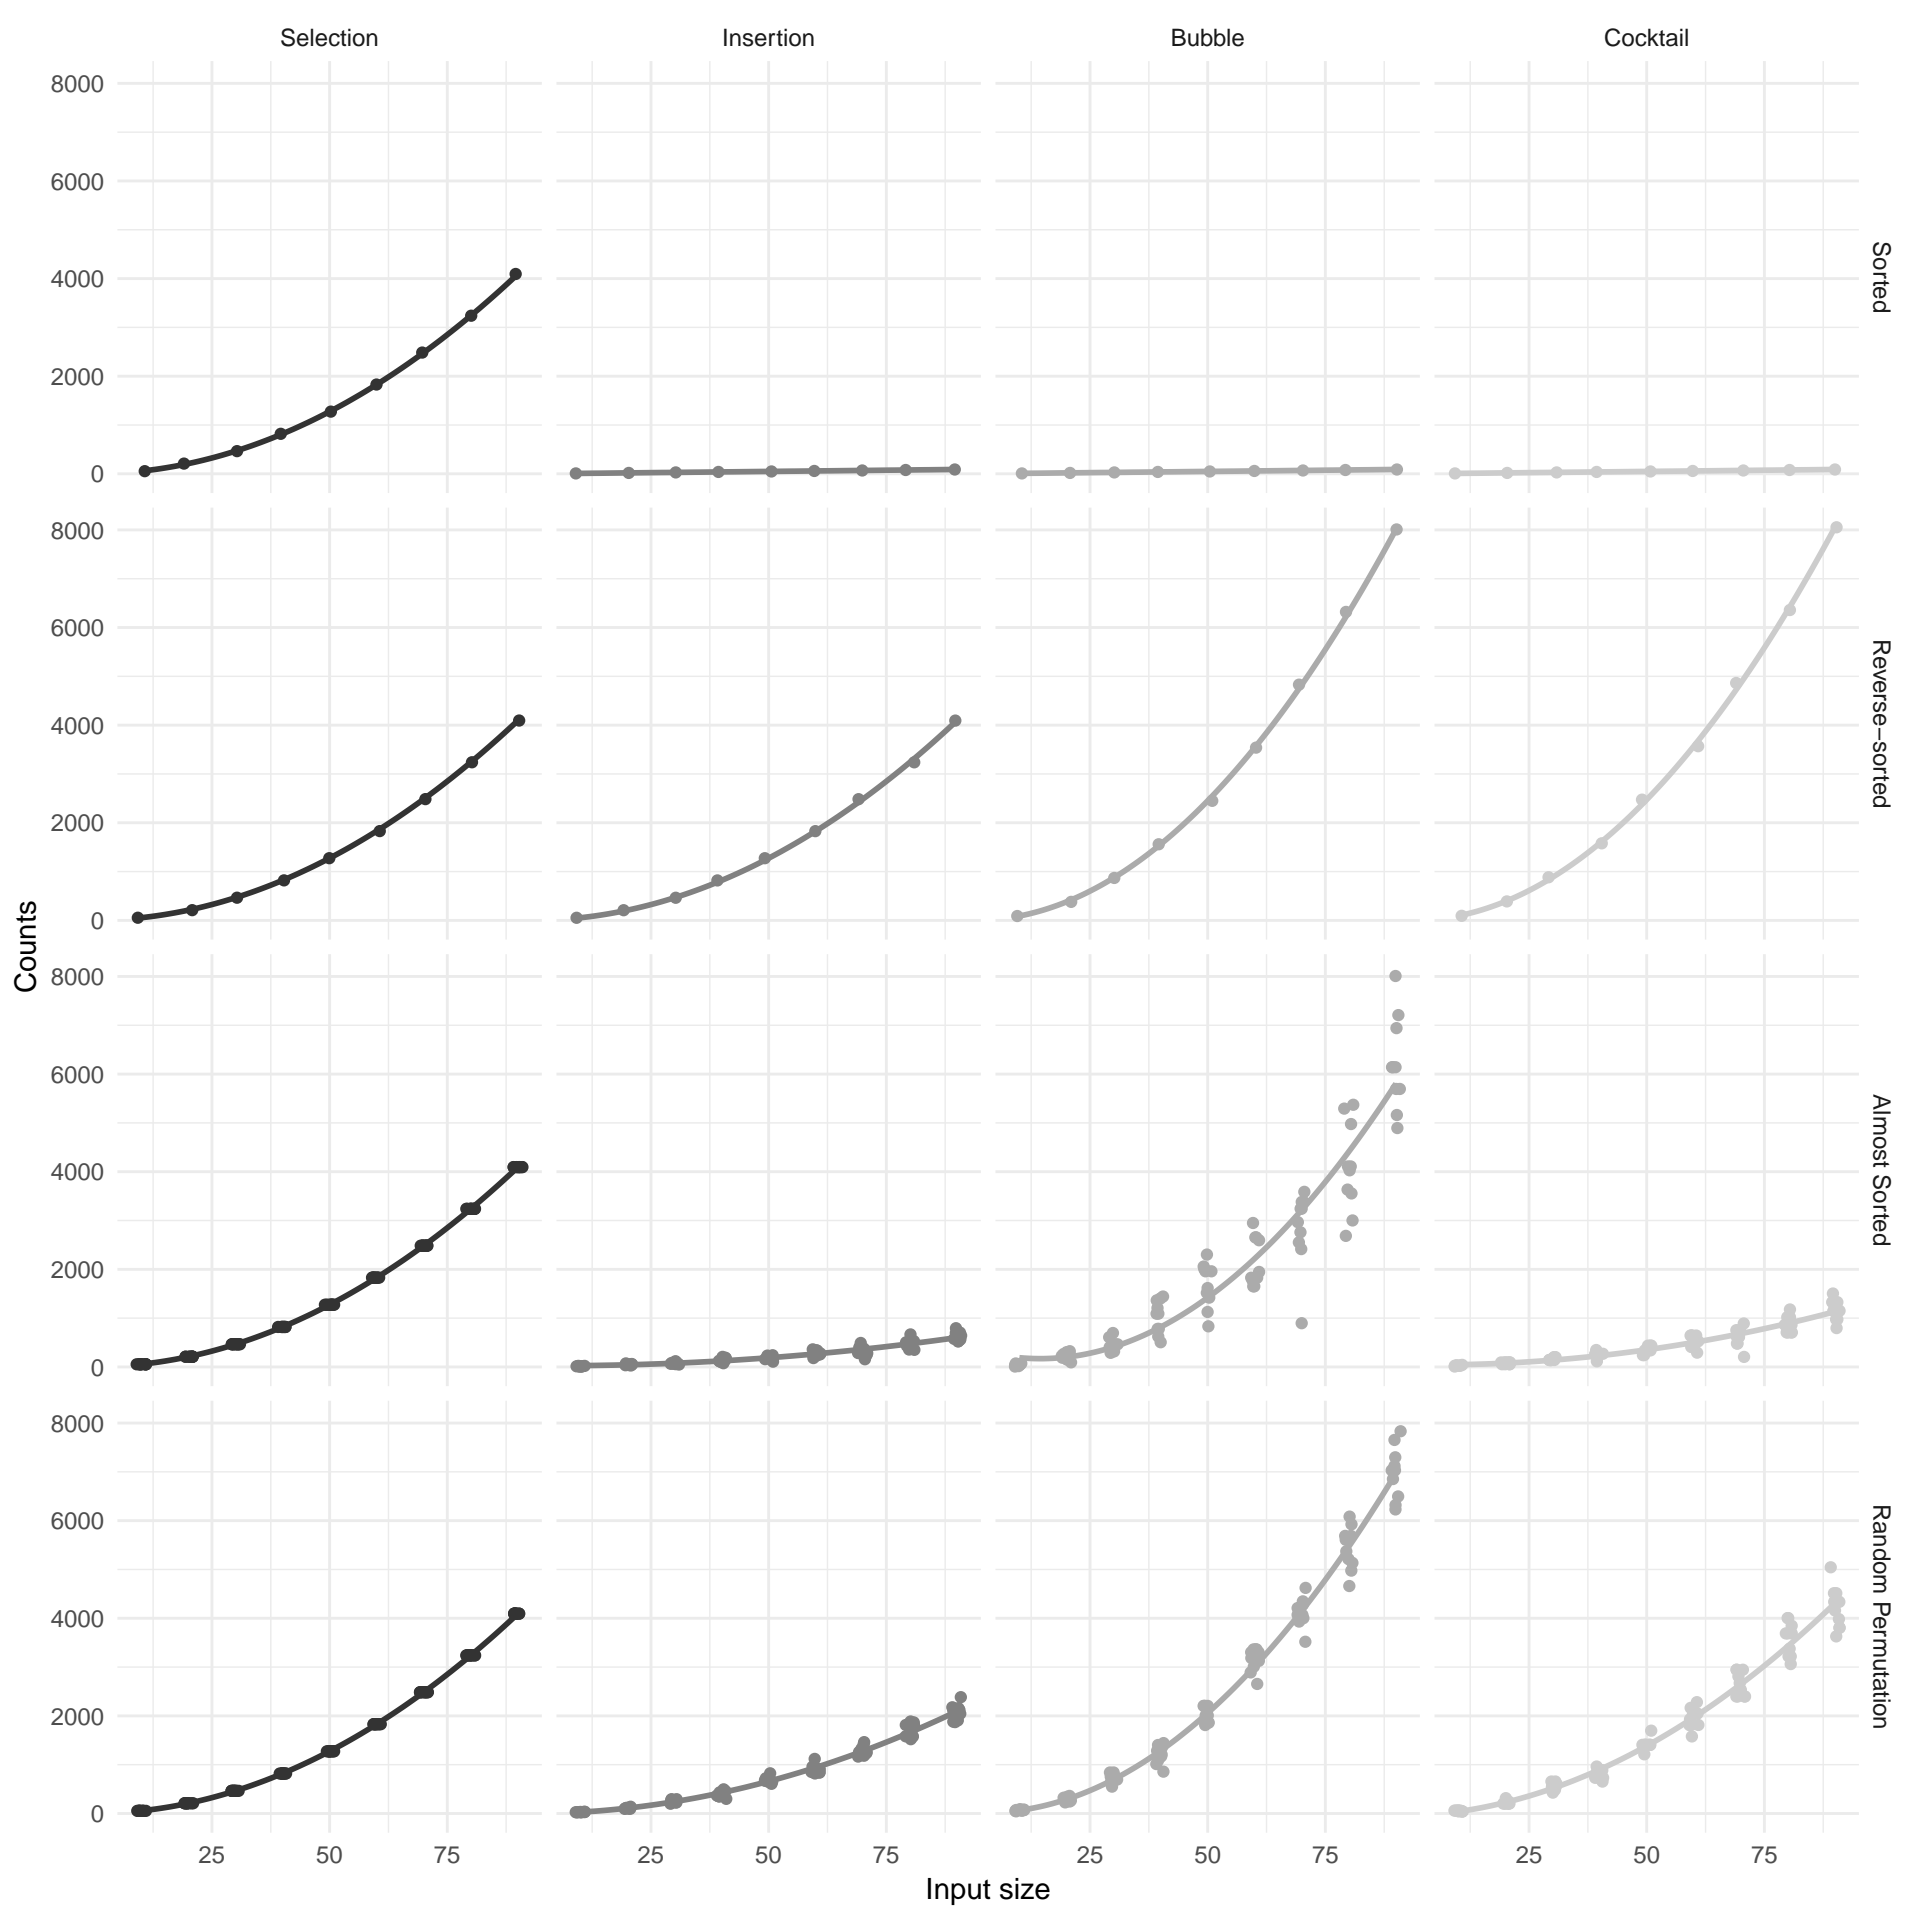 Selection Insertion Bubble Cocktail
8000
6000
4000
2000
0
Sorted
8000
6000
4000
2000
0
Reverse−sorted
Counts
8000
6000
4000
2000
0
Almost Sorted
8000
6000
4000
2000
0
Random Permutation
25 50 75 25 50 75 25 50 75 25 50 75
Input size